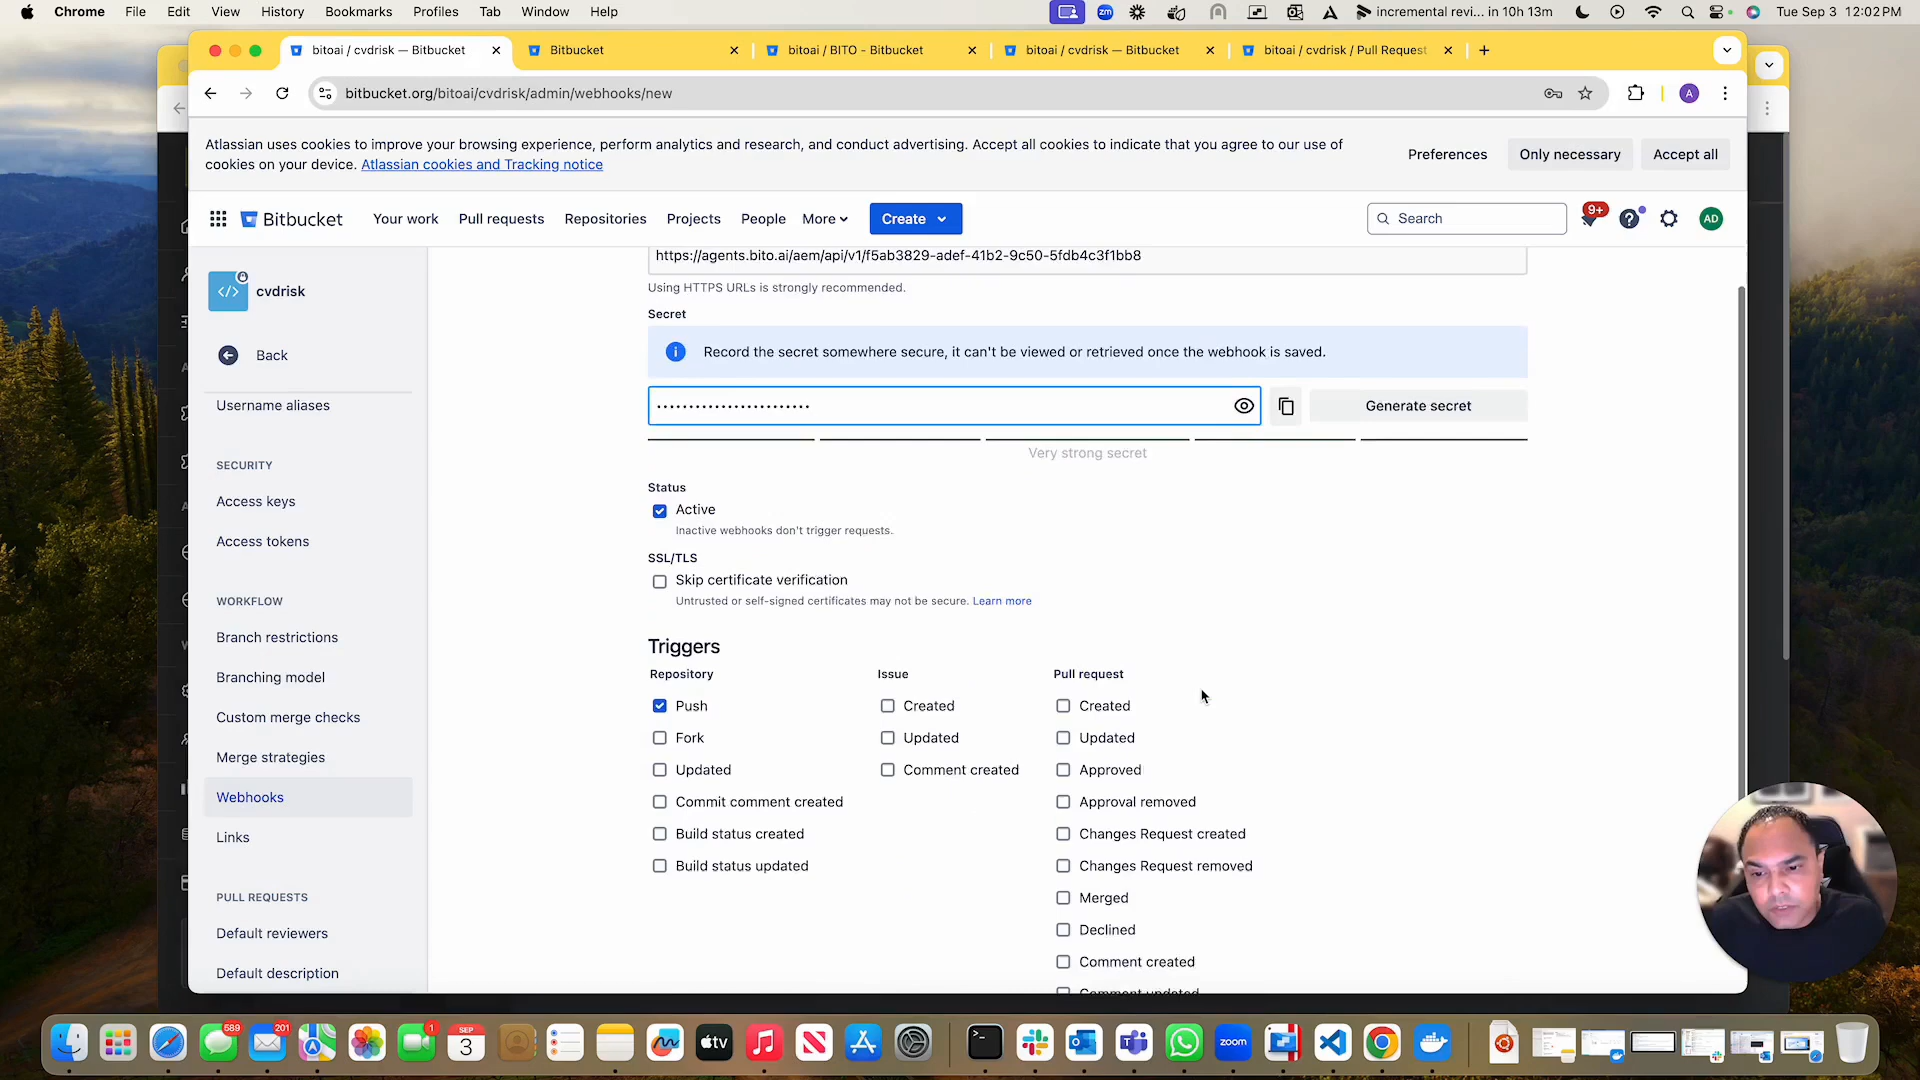 Chrome File Edit View History Bookmarks Profiles Tab Window Help
zm
incremental revi... in 10h 13m
Tue Sep 3 12:02 PM
bitoai / cvdrisk — Bitbucket
Bitbucket
bitoai / BITO - Bitbucket
bitoai / cvdrisk — Bitbucket
bitoai / cvdrisk / Pull Request
bitbucket.org/bitoai/cvdrisk/admin/webhooks/new
A
Atlassian uses cookies to improve your browsing experience, perform analytics and research, and conduct advertising. Accept all cookies to indicate that you agree to our use of
cookies on your device. Atlassian cookies and Tracking notice
Preferences
Only necessary
Accept all
Bitbucket
Your work
Pull requests
Repositories
Projects
People
More
Create
Search
9+
AD
cvdrisk
Back
Username aliases
SECURITY
Access keys
Access tokens
WORKFLOW
Branch restrictions
Branching model
Custom merge checks
Merge strategies
Webhooks
Links
PULL REQUESTS
Default reviewers
Default description
https://agents.bito.ai/aem/api/v1/f5ab3829-adef-41b2-9c50-5fdb4c3f1bb8
Using HTTPS URLs is strongly recommended.
Secret
Record the secret somewhere secure, it can't be viewed or retrieved once the webhook is saved.
Generate secret
Very strong secret
Status
Active
Inactive webhooks don't trigger requests.
SSL/TLS
Skip certificate verification
Untrusted or self-signed certificates may not be secure. Learn more
Triggers
Repository
Push
Fork
Updated
Commit comment created
Build status created
Build status updated
Issue
Created
Updated
Comment created
Pull request
Created
Updated
Approved
Approval removed
Changes Request created
Changes Request removed
Merged
Declined
Comment created
Comment updated
589
201
1
SEP
3
tv
zoom